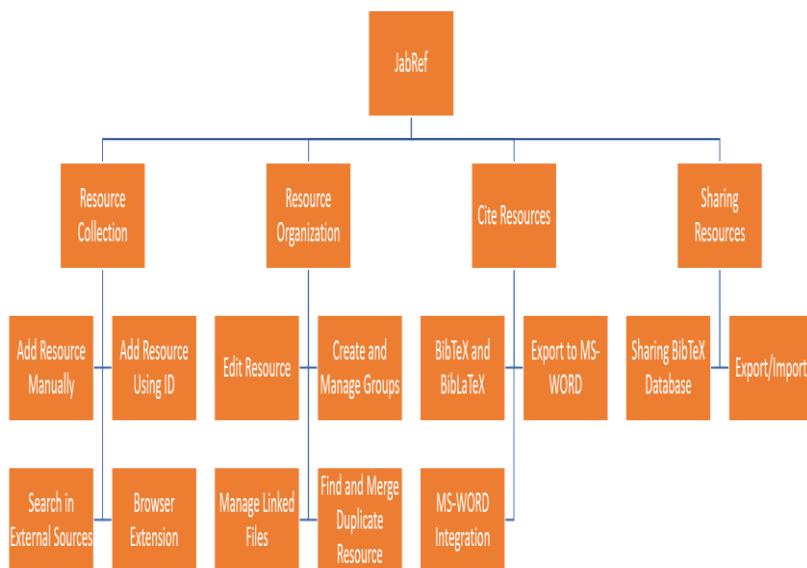 JabRef
Resource
Collection
Resource
Organization
Cite Resources
Sharing
Resources
Add Resource
Manually
Add Resource
Using ID
Edit Resource
Create and
Manage Groups
BibTeX and
BibLaTeX
Export to MS-
WORD
Sharing BibTeX
Database
Export/Import
Search in
External Sources
Browser
Extension
Manage Linked
Files
Find and Merge
Duplicate
Resource
MS-WORD
Integration